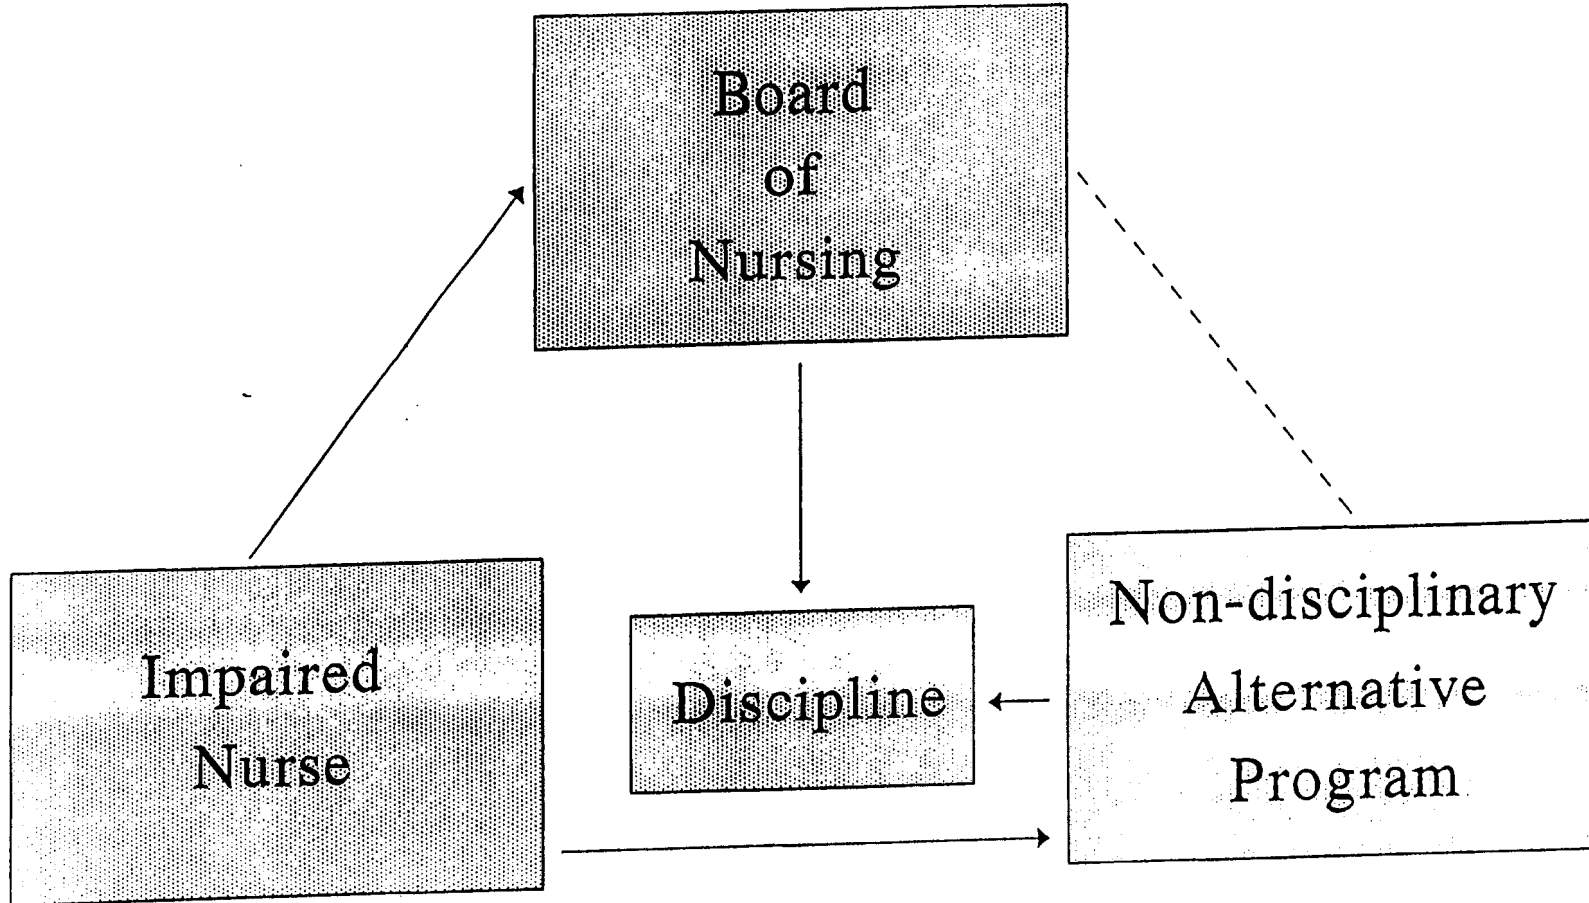 Board
of
Nursing
Impaired
Nurse
Discipline
Non-disciplinary
Alternative
Program